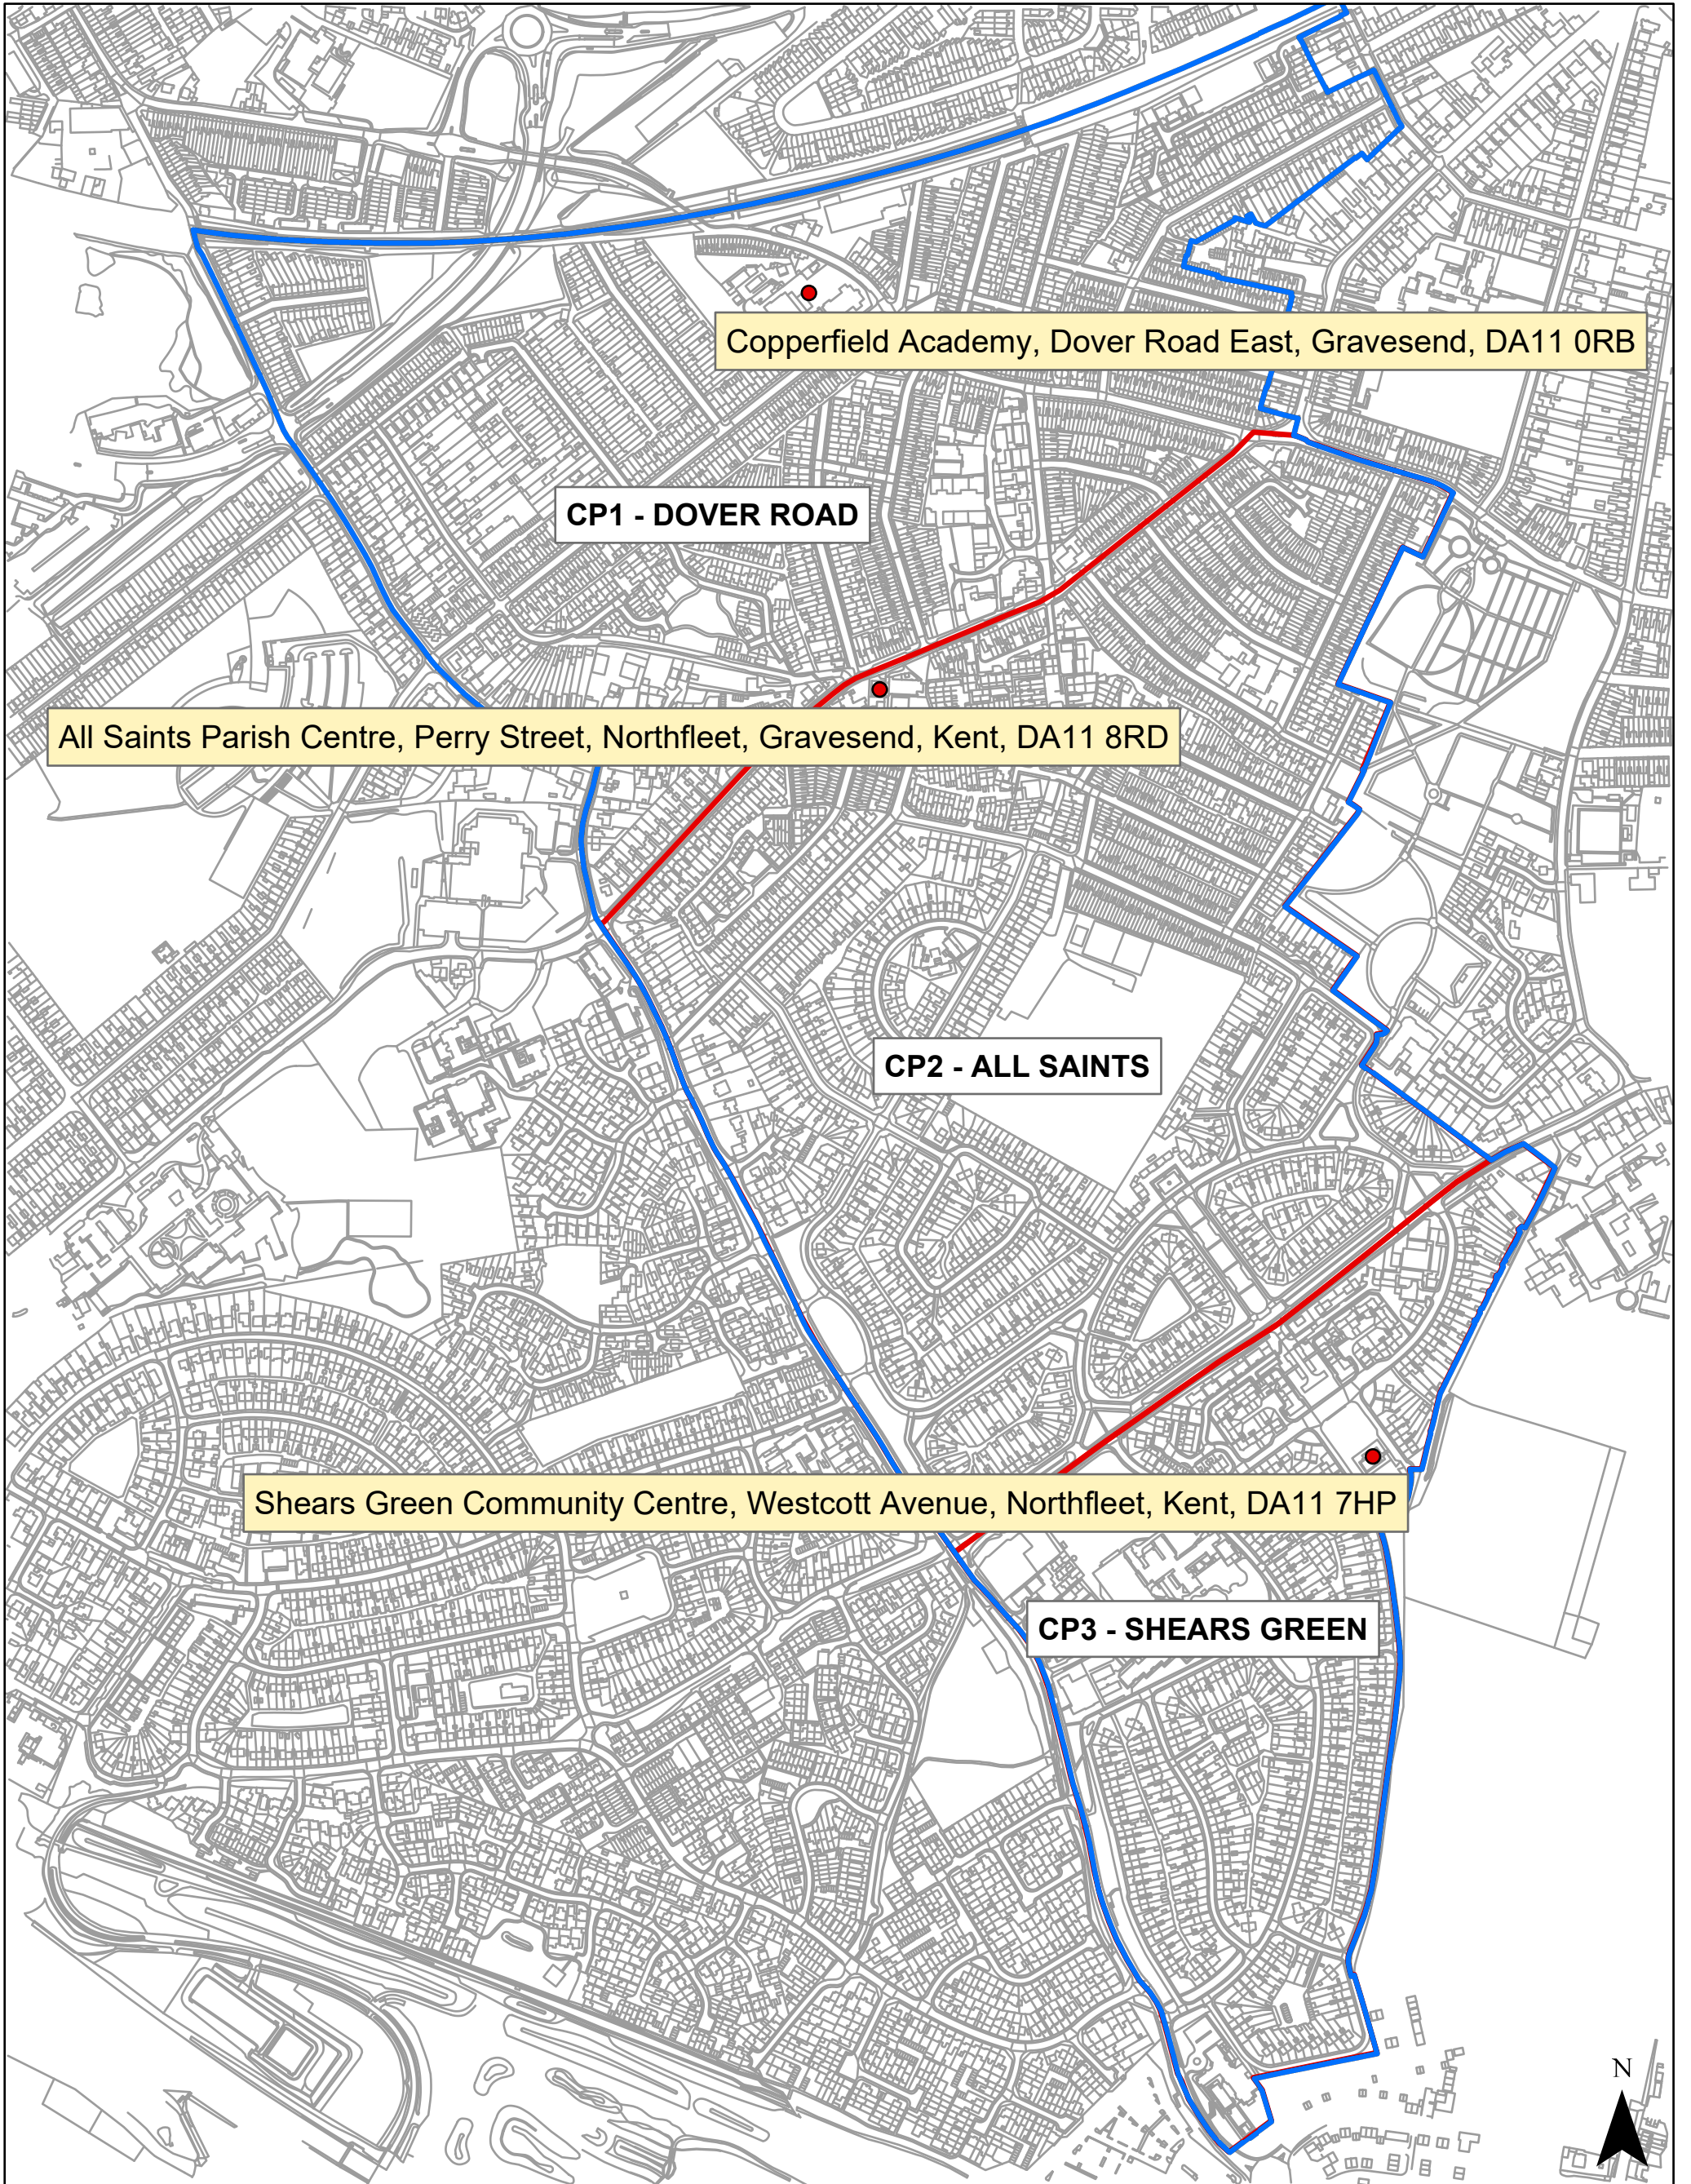 Copperfield Academy, Dover Road East, Gravesend, DA11 0RB
CP1 - DOVER ROAD
All Saints Parish Centre, Perry Street, Northfleet, Gravesend, Kent, DA11 8RD
CP2 - ALL SAINTS
Shears Green Community Centre, Westcott Avenue, Northfleet, Kent, DA11 7HP
CP3 - SHEARS GREEN
N